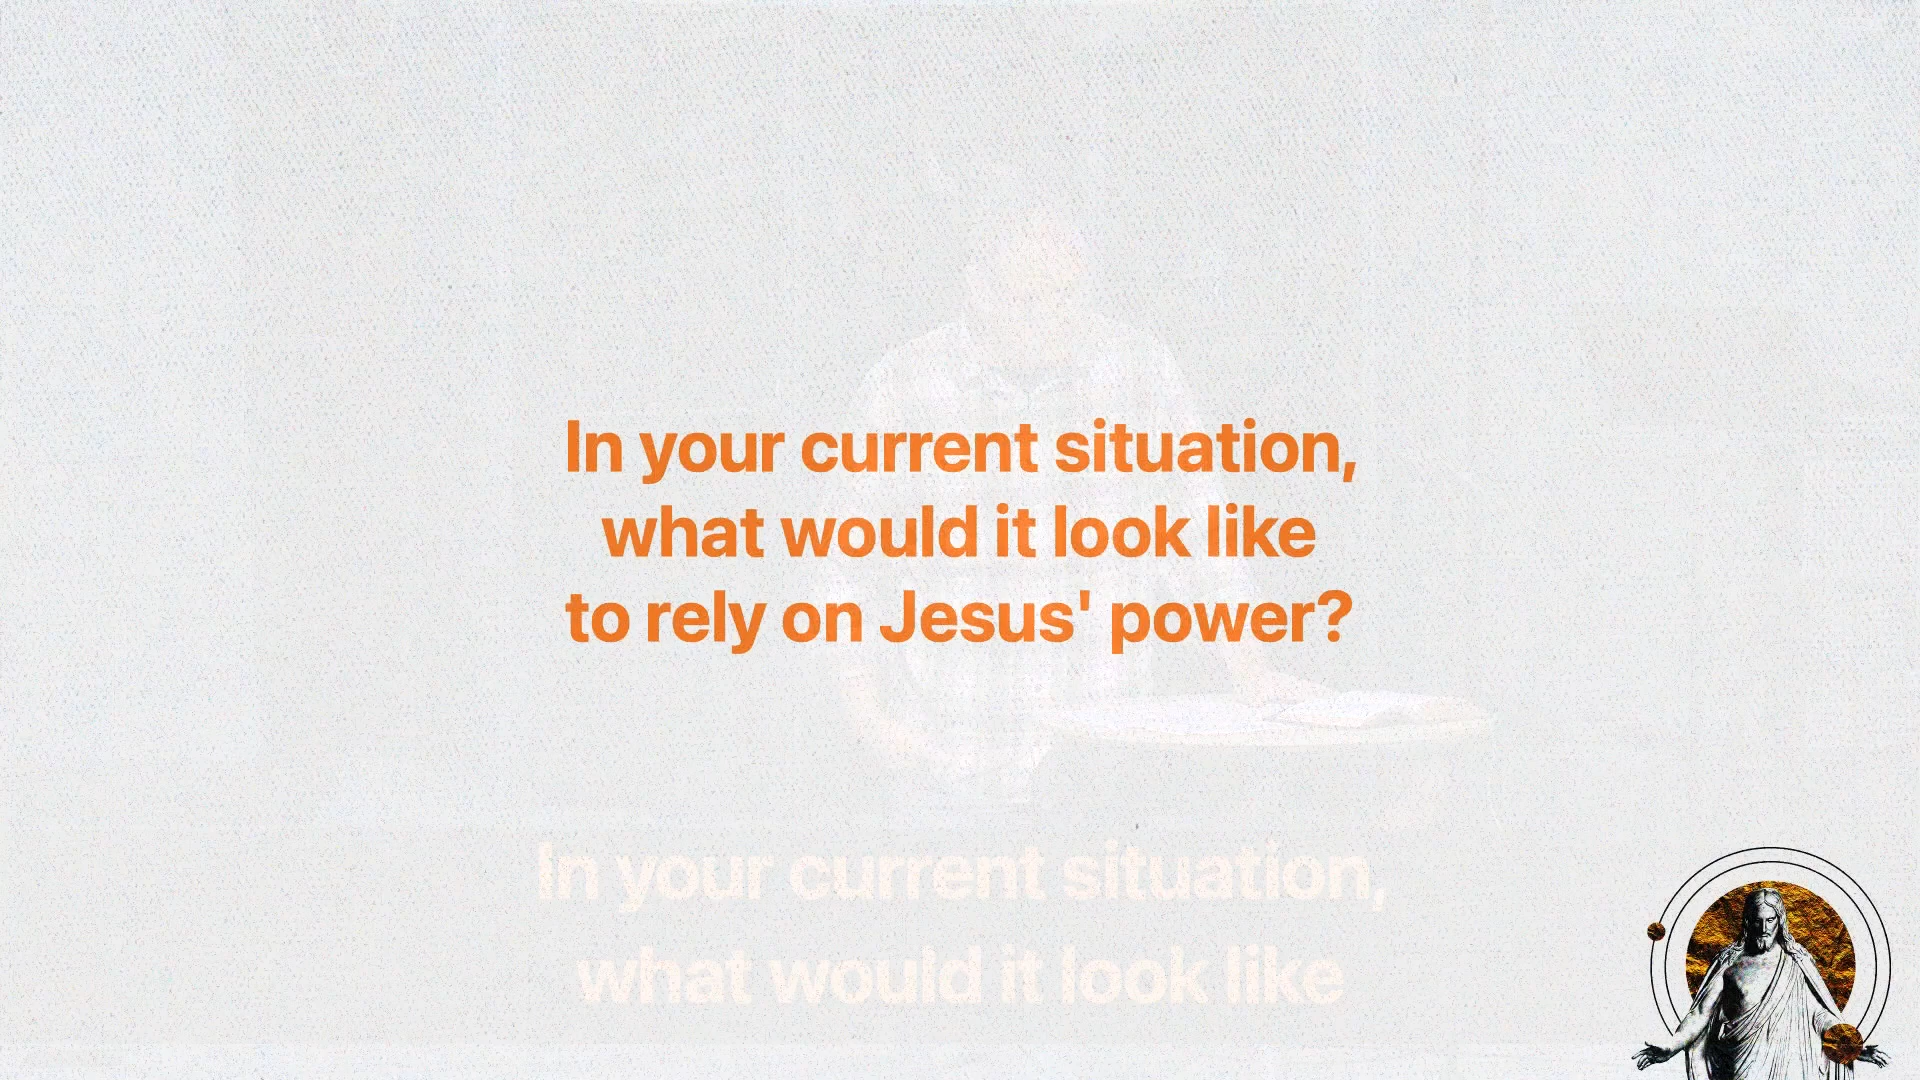 In your current situation,
what would it look like
to rely on Jesus' power?
In your current situation,
what would it look like